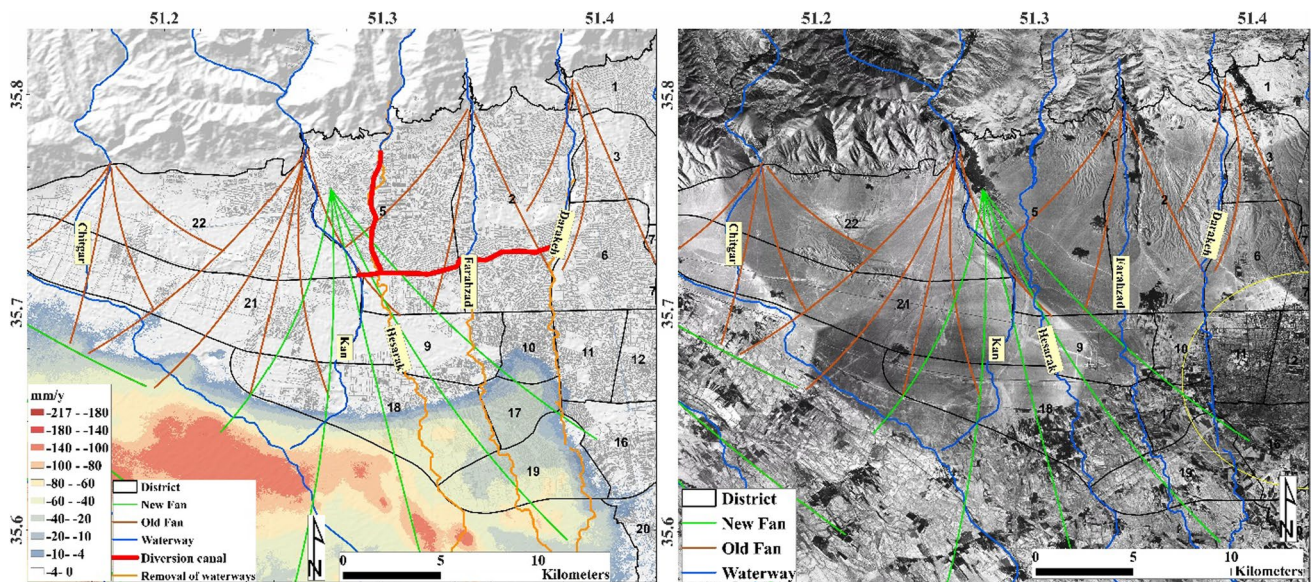 51.2 51.3 51.4
35.8
35.7
35.6
1
3
2
5
22
7
6
21
7
9
10
11
12
18
17
16
19
20
Chitgar
Kan
Hesarak
Farahzad
Darakeh
mm/y
-217 - -180
-180 - -140
-140 - -100
-100 - -80
-80 - -60
-60 - -40
-40 - -20
-20 - -10
-10 - -4
-4- 0
District
New Fan
Old Fan
Waterway
Diversion canal
Removal of waterways
0 5 10
Kilometers
51.2 51.3 51.4
35.8
35.7
35.6
1
3
2
5
22
7
6
21
9
10
11
12
18
16
19
Chitgar
Kan
Hesarak
Farahzad
Darakeh
District
New Fan
Old Fan
Waterway
0 5 10
Kilometers